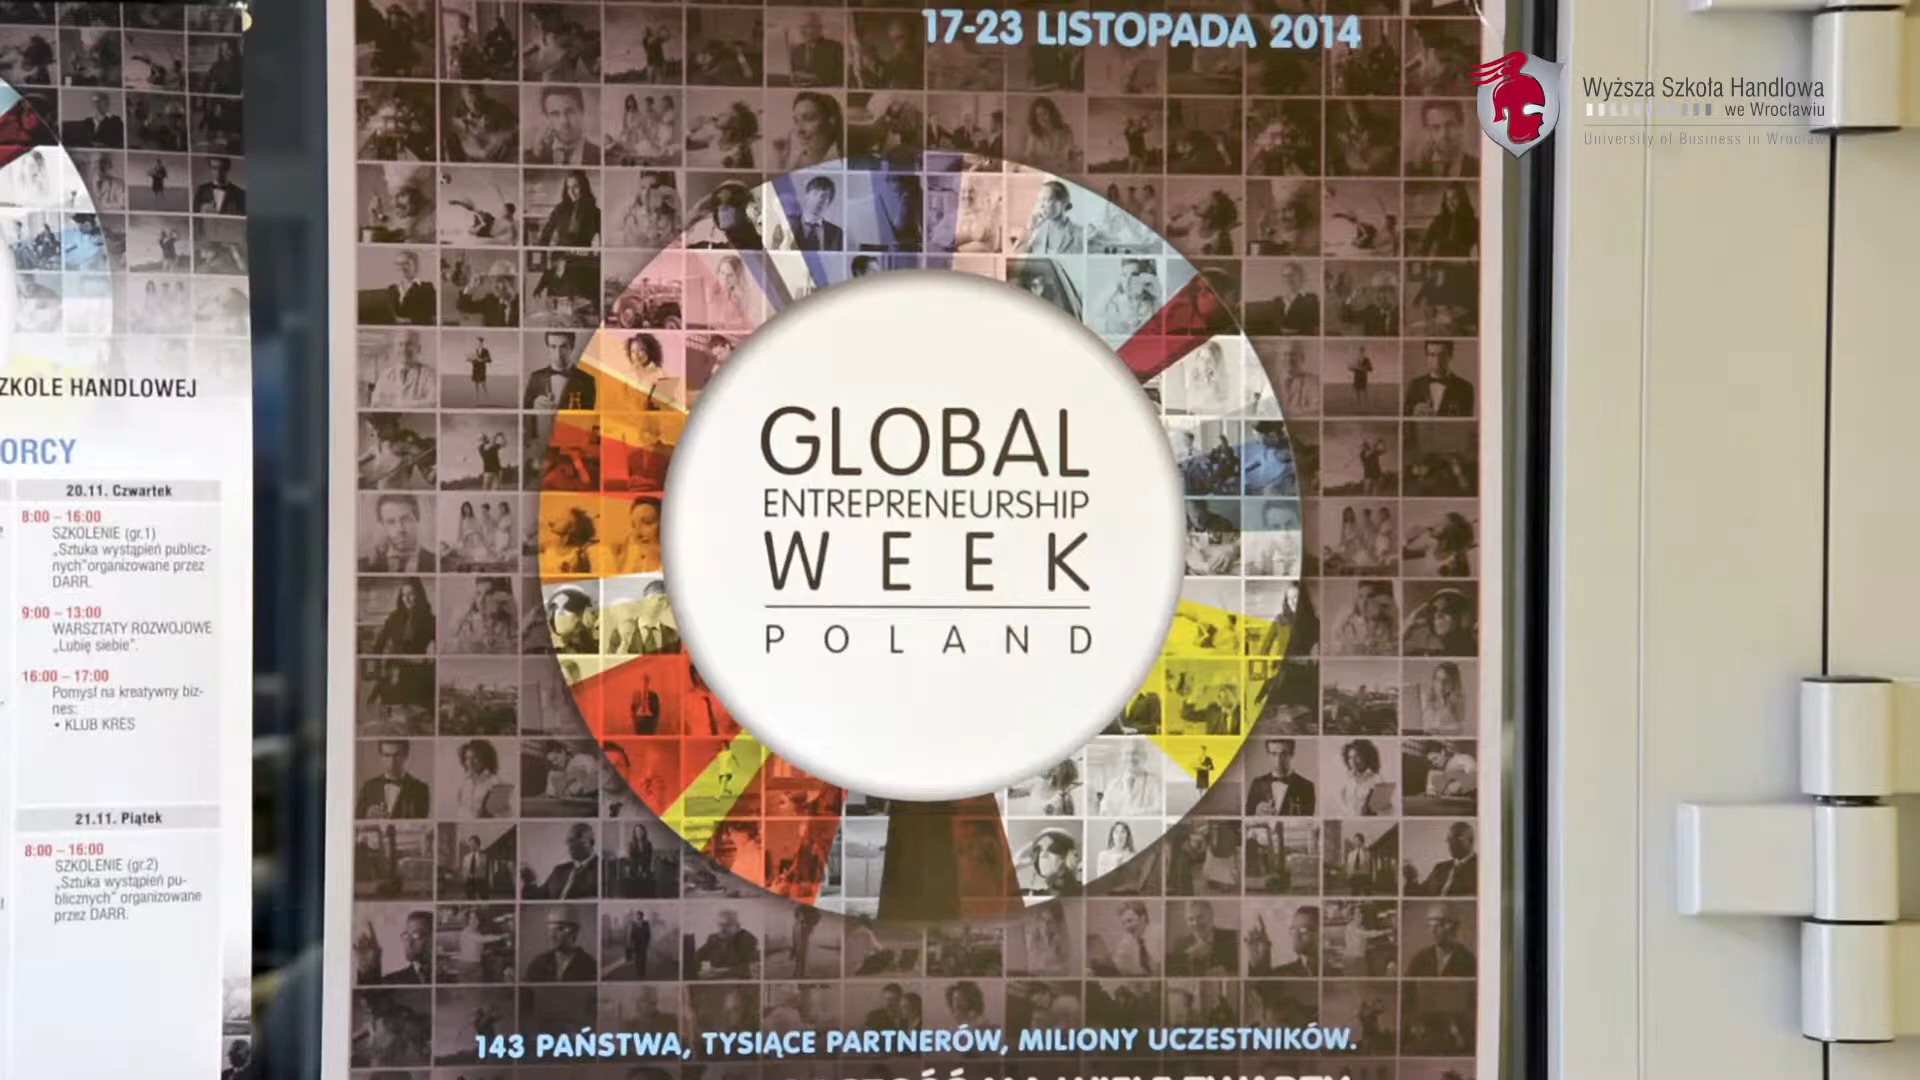 17-23 LISTOPADA 2014
Wyższa Szkoła Handlowa
we Wrocławiu
University of Business in Wrocław
ZKOLE HANDLOWEJ
ORCY
20.11. Czwartek
8:00 – 16:00
SZKOLENIE (gr.1)
„Sztuka wystąpień publicz-
nych"organizowane przez
DARR.
9:00 – 13:00
WARSZTATY ROZWOJOWE
„Lubię siebie".
16:00 – 17:00
Pomysł na kreatywny biz-
nes:
• KLUB KRES
21.11. Piątek
8:00 – 16:00
SZKOLENIE (gr.2)
„Sztuka wystąpień pu-
blicznych" organizowane
przez DARR.
GLOBAL
ENTREPRENEURSHIP
WEEK
POLAND
143 PAŃSTWA, TYSIĄCE PARTNERÓW, MILIONY UCZESTNIKÓW.